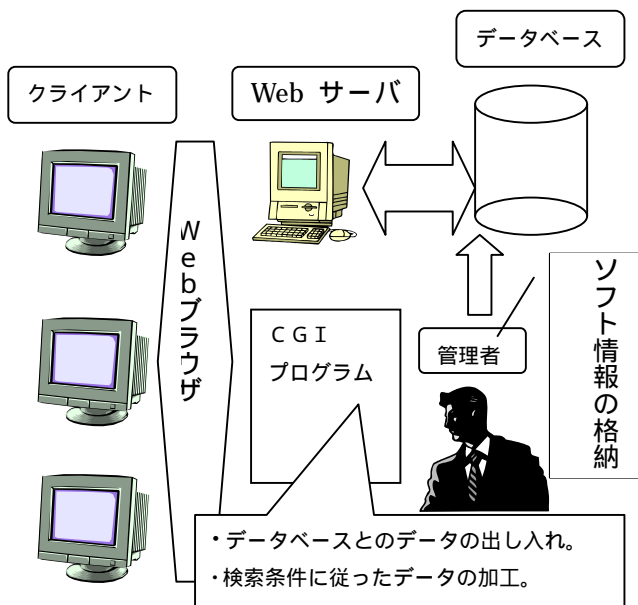 データベース
クライアント
Web サーバ
Webブラウザ
ＣＧＩ
プログラム
管理者
ソフト情報の格納
・データベースとのデータの出し入れ。
・検索条件に従ったデータの加工。